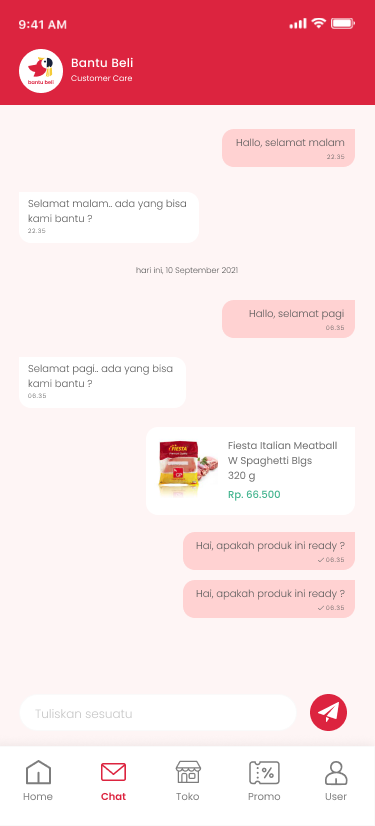 9:41 AM
bantu beli
Bantu Beli
Customer Care
Hallo, selamat malam
22.35
Selamat malam.. ada yang bisa
kami bantu ?
22.35
hari ini, 10 September 2021
Hallo, selamat pagi
06.35
Selamat pagi.. ada yang bisa
kami bantu ?
06.35
FIESTA
Fiesta Italian Meatball
W Spaghetti Blgs
320 g
Rp. 66.500
Hai, apakah produk ini ready ?
06.35
Hai, apakah produk ini ready ?
06.35
Tuliskan sesuatu
Home
Chat
Toko
Promo
User